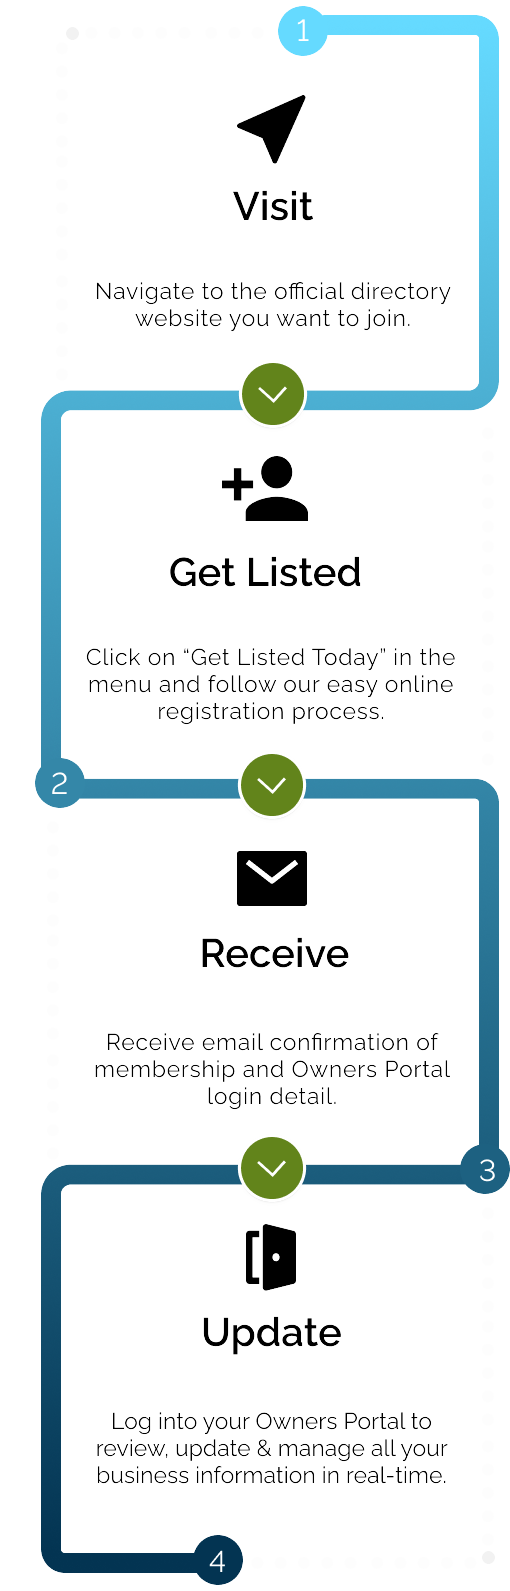 1
Visit
Navigate to the official directory
website you want to join.
Get Listed
Click on “Get Listed Today” in the
menu and follow our easy online
registration process.
2
Receive
Receive email confirmation of
membership and Owners Portal
login detail.
3
Update
Log into your Owners Portal to
review, update & manage all your
business information in real-time.
4